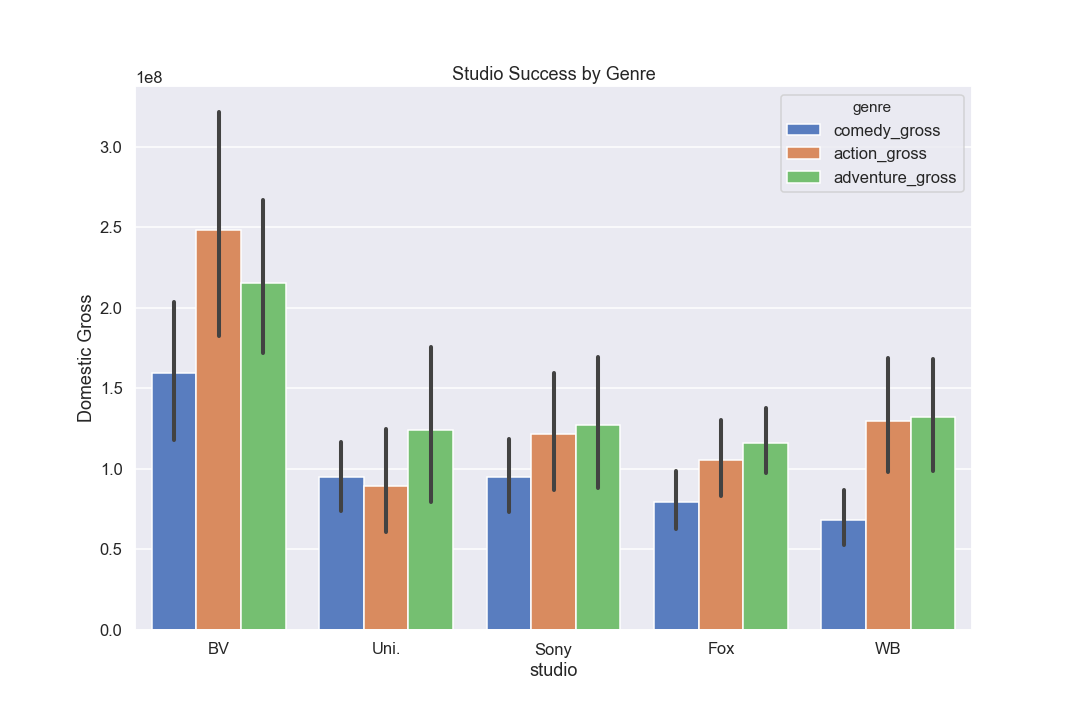 Studio Success by Genre
1e8
genre
comedy_gross
action_gross
adventure_gross
3.0
2.5
2.0
1.5
1.0
0.5
0.0
Domestic Gross
BV Uni. Sony Fox WB
studio